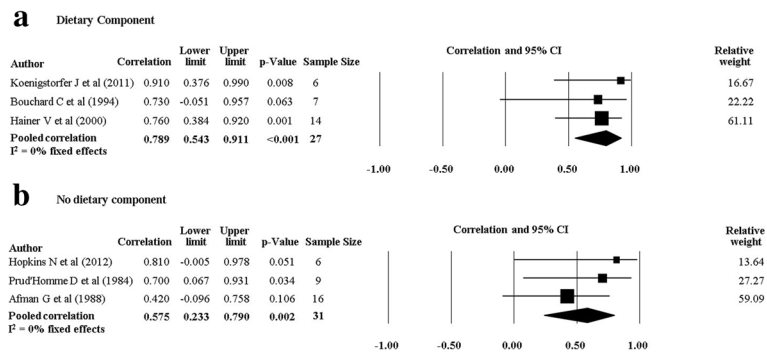 a Dietary Component
Correlation and 95% CI
Relative weight
Author Correlation Lower limit Upper limit p-Value Sample Size
Koenigstorfer J et al (2011) 0.910 0.376 0.990 0.008 6 16.67
Bouchard C et al (1994) 0.730 -0.051 0.957 0.063 7 22.22
Hainer V et al (2000) 0.760 0.384 0.920 0.001 14 61.11
Pooled correlation 0.789 0.543 0.911 <0.001 27
I² = 0% fixed effects
-1.00 -0.50 0.00 0.50 1.00
b No dietary component
Correlation and 95% CI
Relative weight
Author Correlation Lower limit Upper limit p-Value Sample Size
Hopkins N et al (2012) 0.810 -0.005 0.978 0.051 6 13.64
Prud'Homme D et al (1984) 0.700 0.067 0.931 0.034 9 27.27
Afman G et al (1988) 0.420 -0.096 0.758 0.106 16 59.09
Pooled correlation 0.575 0.233 0.790 0.002 31
I² = 0% fixed effects
-1.00 -0.50 0.00 0.50 1.00